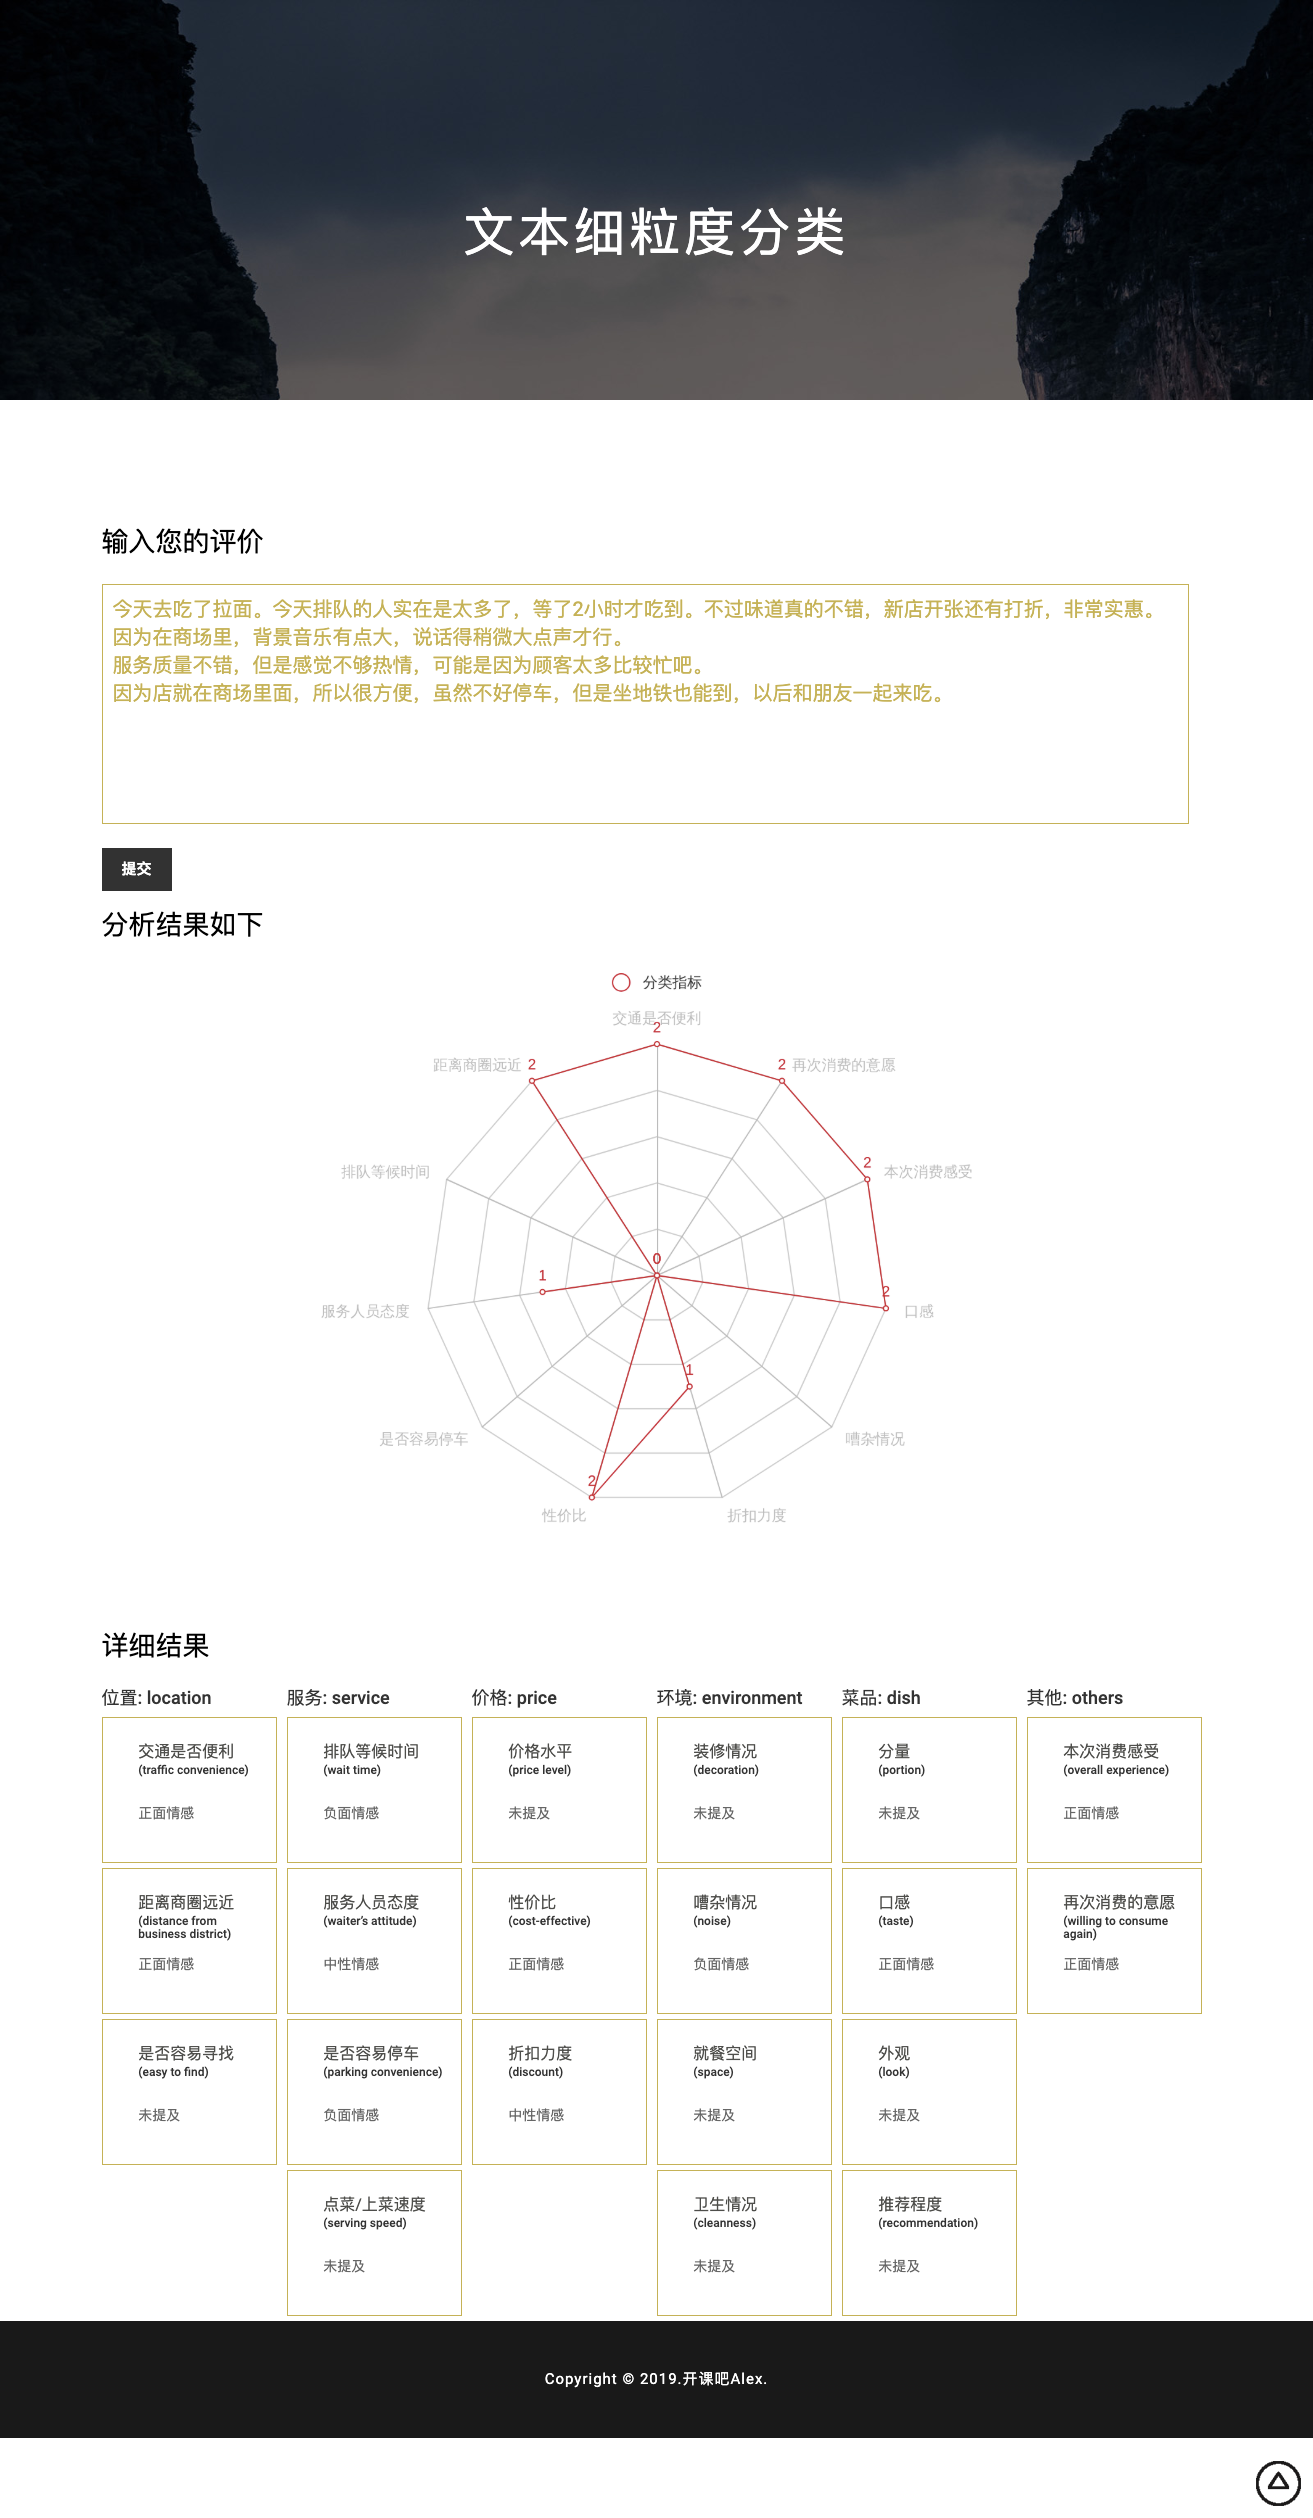 文本细粒度分类
输入您的评价
今天去吃了拉面。今天排队的人实在是太多了，等了2小时才吃到。不过味道真的不错，新店开张还有打折，非常实惠。
因为在商场里，背景音乐有点大，说话得稍微大点声才行。
服务质量不错，但是感觉不够热情，可能是因为顾客太多比较忙吧。
因为店就在商场里面，所以很方便，虽然不好停车，但是坐地铁也能到，以后和朋友一起来吃。
提交
分析结果如下
分类指标
交通是否便利
2
距离商圈远近 2
2 再次消费的意愿
排队等候时间
2
本次消费感受
0
1
服务人员态度
2
口感
1
是否容易停车
嘈杂情况
2
性价比
折扣力度
详细结果
位置: location
交通是否便利
(traffic convenience)
正面情感
距离商圈远近
(distance from
business district)
正面情感
是否容易寻找
(easy to find)
未提及
服务: service
排队等候时间
(wait time)
负面情感
服务人员态度
(waiter's attitude)
中性情感
是否容易停车
(parking convenience)
负面情感
点菜/上菜速度
(serving speed)
未提及
价格: price
价格水平
(price level)
未提及
性价比
(cost-effective)
正面情感
折扣力度
(discount)
中性情感
环境: environment
装修情况
(decoration)
未提及
嘈杂情况
(noise)
负面情感
就餐空间
(space)
未提及
卫生情况
(cleanness)
未提及
菜品: dish
分量
(portion)
未提及
口感
(taste)
正面情感
外观
(look)
未提及
推荐程度
(recommendation)
未提及
其他: others
本次消费感受
(overall experience)
正面情感
再次消费的意愿
(willing to consume
again)
正面情感
Copyright © 2019.开课吧Alex.